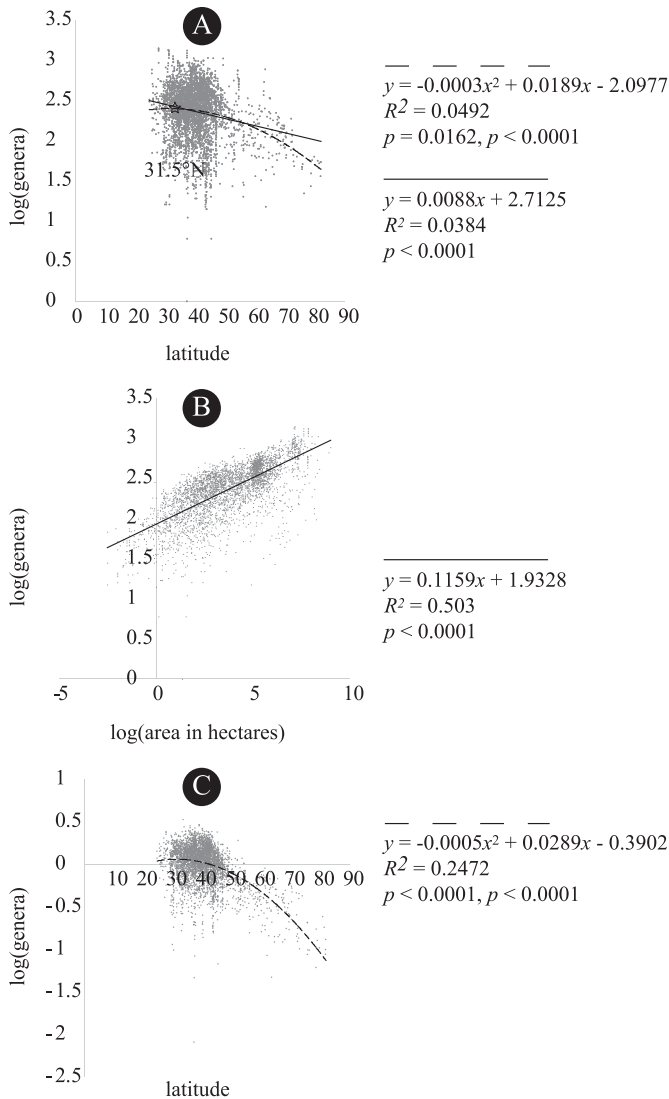 A
3.5
3
2.5
2
1.5
1
0.5
0
log(genera)
31.5°N
0 10 20 30 40 50 60 70 80 90
latitude
y = -0.0003x² + 0.0189x - 2.0977
R² = 0.0492
p = 0.0162, p < 0.0001
y = 0.0088x + 2.7125
R² = 0.0384
p < 0.0001
B
3.5
3
2.5
2
1.5
1
0.5
0
log(genera)
-5 0 5 10
log(area in hectares)
y = 0.1159x + 1.9328
R² = 0.503
p < 0.0001
C
1
0.5
0
-0.5
-1
-1.5
-2
-2.5
log(genera)
10 20 30 40 50 60 70 80 90
latitude
y = -0.0005x² + 0.0289x - 0.3902
R² = 0.2472
p < 0.0001, p < 0.0001